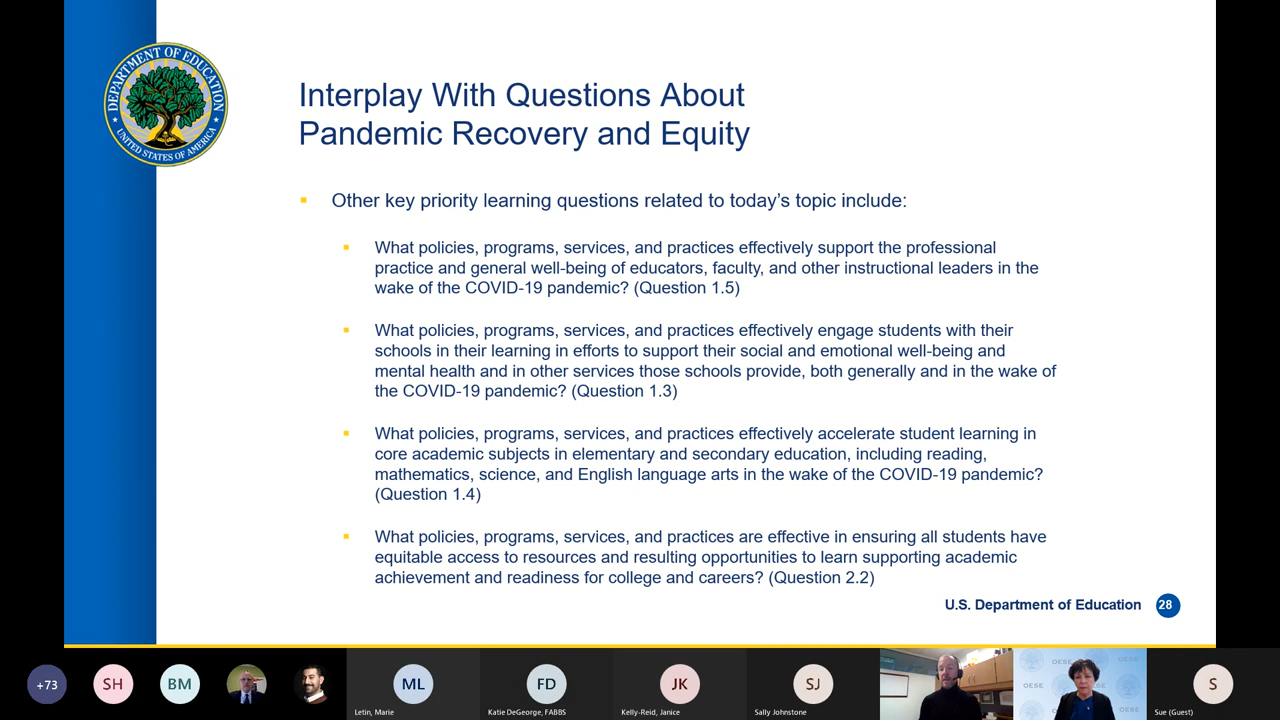 DEPARTMENT OF EDUCATION
UNITED STATES OF AMERICA
Interplay With Questions About
Pandemic Recovery and Equity
Other key priority learning questions related to today's topic include:
What policies, programs, services, and practices effectively support the professional
practice and general well-being of educators, faculty, and other instructional leaders in the
wake of the COVID-19 pandemic? (Question 1.5)
What policies, programs, services, and practices effectively engage students with their
schools in their learning in efforts to support their social and emotional well-being and
mental health and in other services those schools provide, both generally and in the wake of
the COVID-19 pandemic? (Question 1.3)
What policies, programs, services, and practices effectively accelerate student learning in
core academic subjects in elementary and secondary education, including reading,
mathematics, science, and English language arts in the wake of the COVID-19 pandemic?
(Question 1.4)
What policies, programs, services, and practices are effective in ensuring all students have
equitable access to resources and resulting opportunities to learn supporting academic
achievement and readiness for college and careers? (Question 2.2)
U.S. Department of Education 28
+73 SH BM ML FD JK SJ S
OESE OESE
OESE OESE
OESE OESE
Letin, Marie Katie DeGeorge, FABBS Kelly-Reid, Janice Sally Johnstone Sue (Guest)